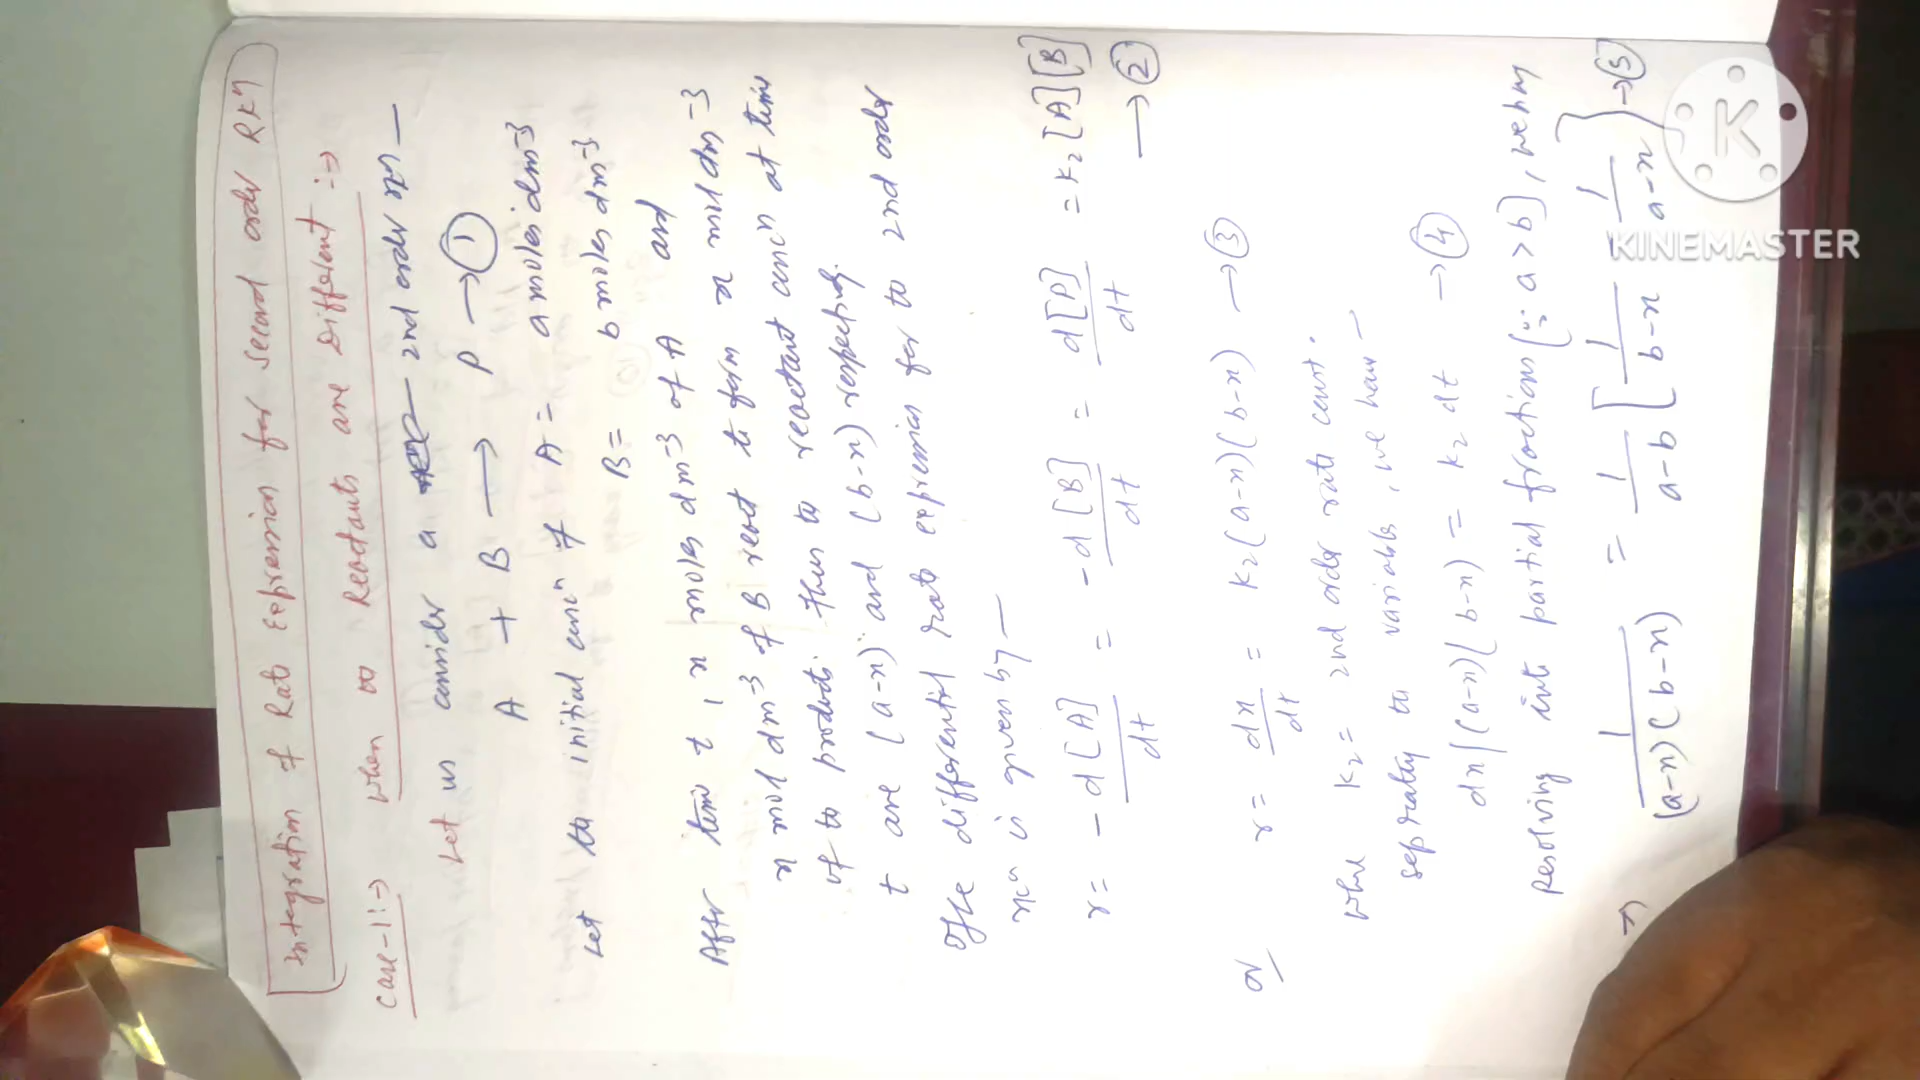 Integration of Rate Expression for Second order RXn
Case-1:→ When the Reactants are Different :→
Let us consider a 2nd order rxn —
A + B ⟶ P →①
Let the initial concn of A = a moles dm-3
B = b moles dm-3
After time t, x moles dm-3 of A and
x mol dm-3 of B react to form x mol dm-3
of the product. Thus the reactant concn at time
t are (a-x) and (b-x) respectively.
The differential rate expression for the 2nd order
rxn is given by —
r = -d[A]/dt = -d[B]/dt = d[P]/dt = k2[A][B]
→②
or r = dx/dt = k2(a-x)(b-x) →③
where k2 = 2nd order rate const.
Seprating the variables, we have —
dx/(a-x)(b-x) = k2 dt →④
Resolving into partial fractions [∵ a>b], we have
→ 1/(a-x)(b-x) = 1/a-b [1/b-x - 1/a-x } →⑤
K
KINEMASTER